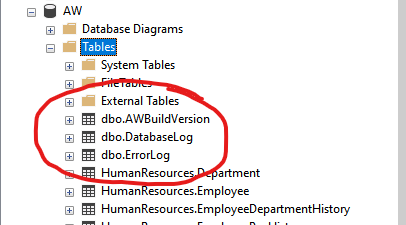 AW
Database Diagrams
Tables
System Tables
FileTables
External Tables
dbo.AWBuildVersion
dbo.DatabaseLog
dbo.ErrorLog
HumanResources.Department
HumanResources.Employee
HumanResources.EmployeeDepartmentHistory